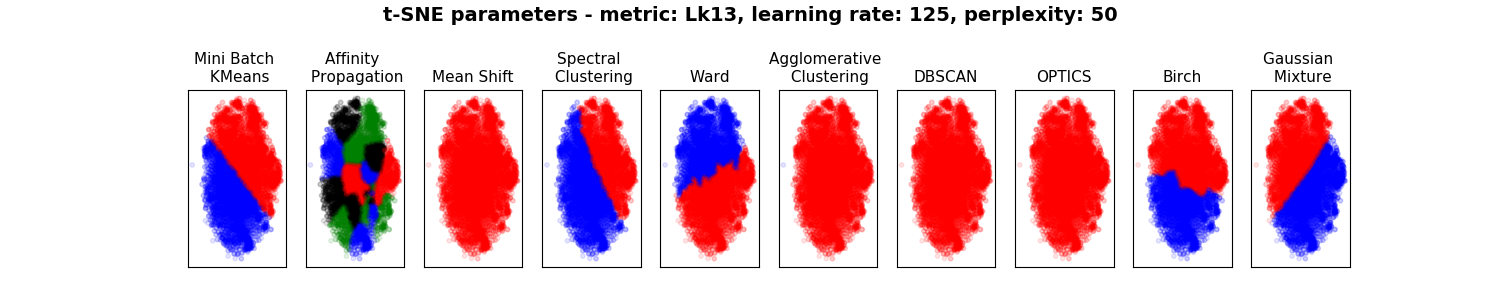 t-SNE parameters - metric: Lk13, learning rate: 125, perplexity: 50
Mini Batch
KMeans
Affinity
Propagation
Mean Shift
Spectral
Clustering
Ward
Agglomerative
Clustering
DBSCAN
OPTICS
Birch
Gaussian
Mixture